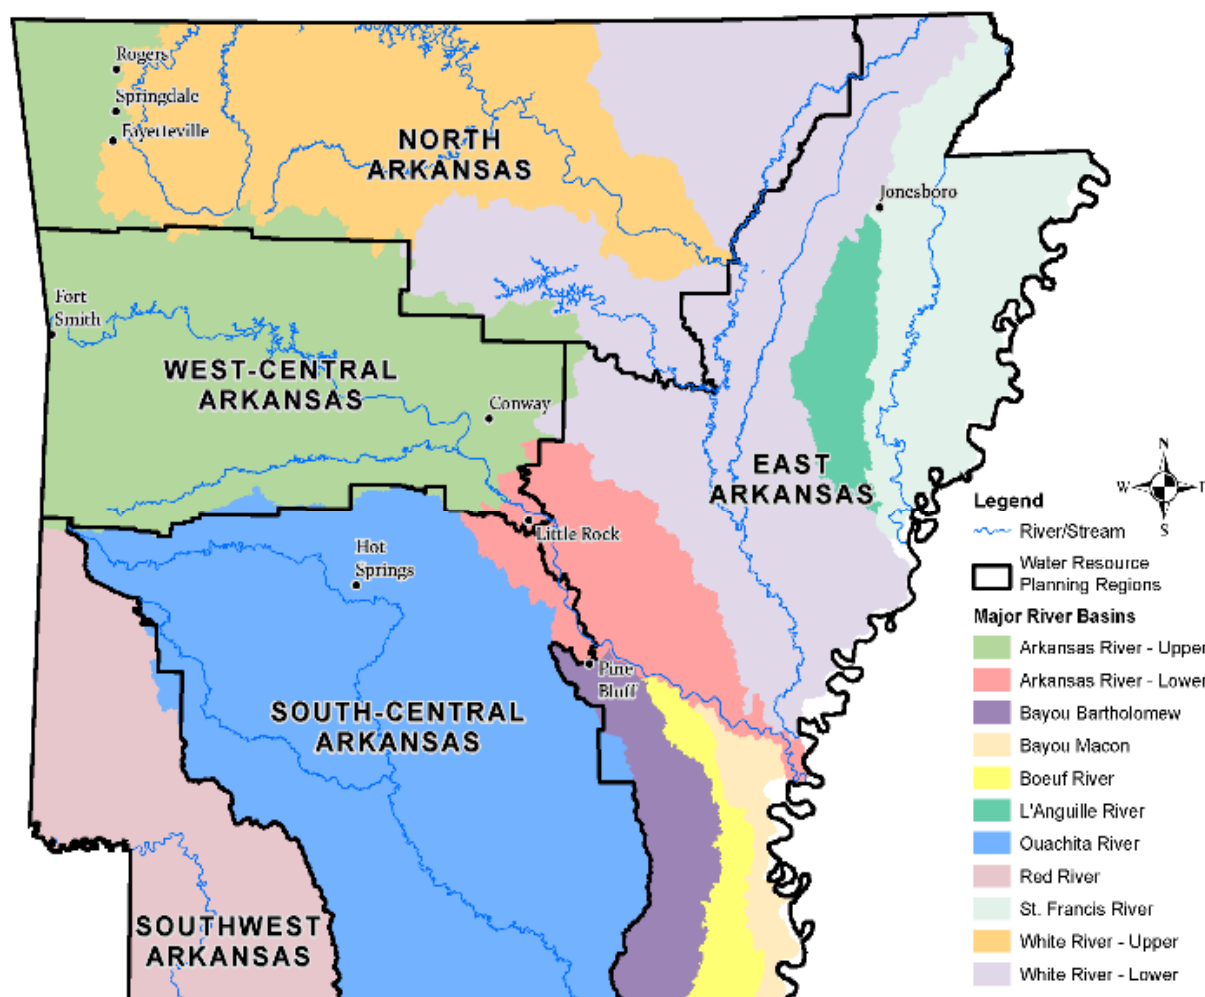 Rogers
Springdale
Fayetteville
NORTH
ARKANSAS
Jonesboro
Fort
Smith
WEST-CENTRAL
ARKANSAS
Conway
EAST
ARKANSAS
Little Rock
Hot
Springs
Pine
Bluff
SOUTH-CENTRAL
ARKANSAS
SOUTHWEST
ARKANSAS
N
W
E
S
Legend
River/Stream
Water Resource
Planning Regions
Major River Basins
Arkansas River - Upper
Arkansas River - Lower
Bayou Bartholomew
Bayou Macon
Boeuf River
L'Anguille River
Ouachita River
Red River
St. Francis River
White River - Upper
White River - Lower